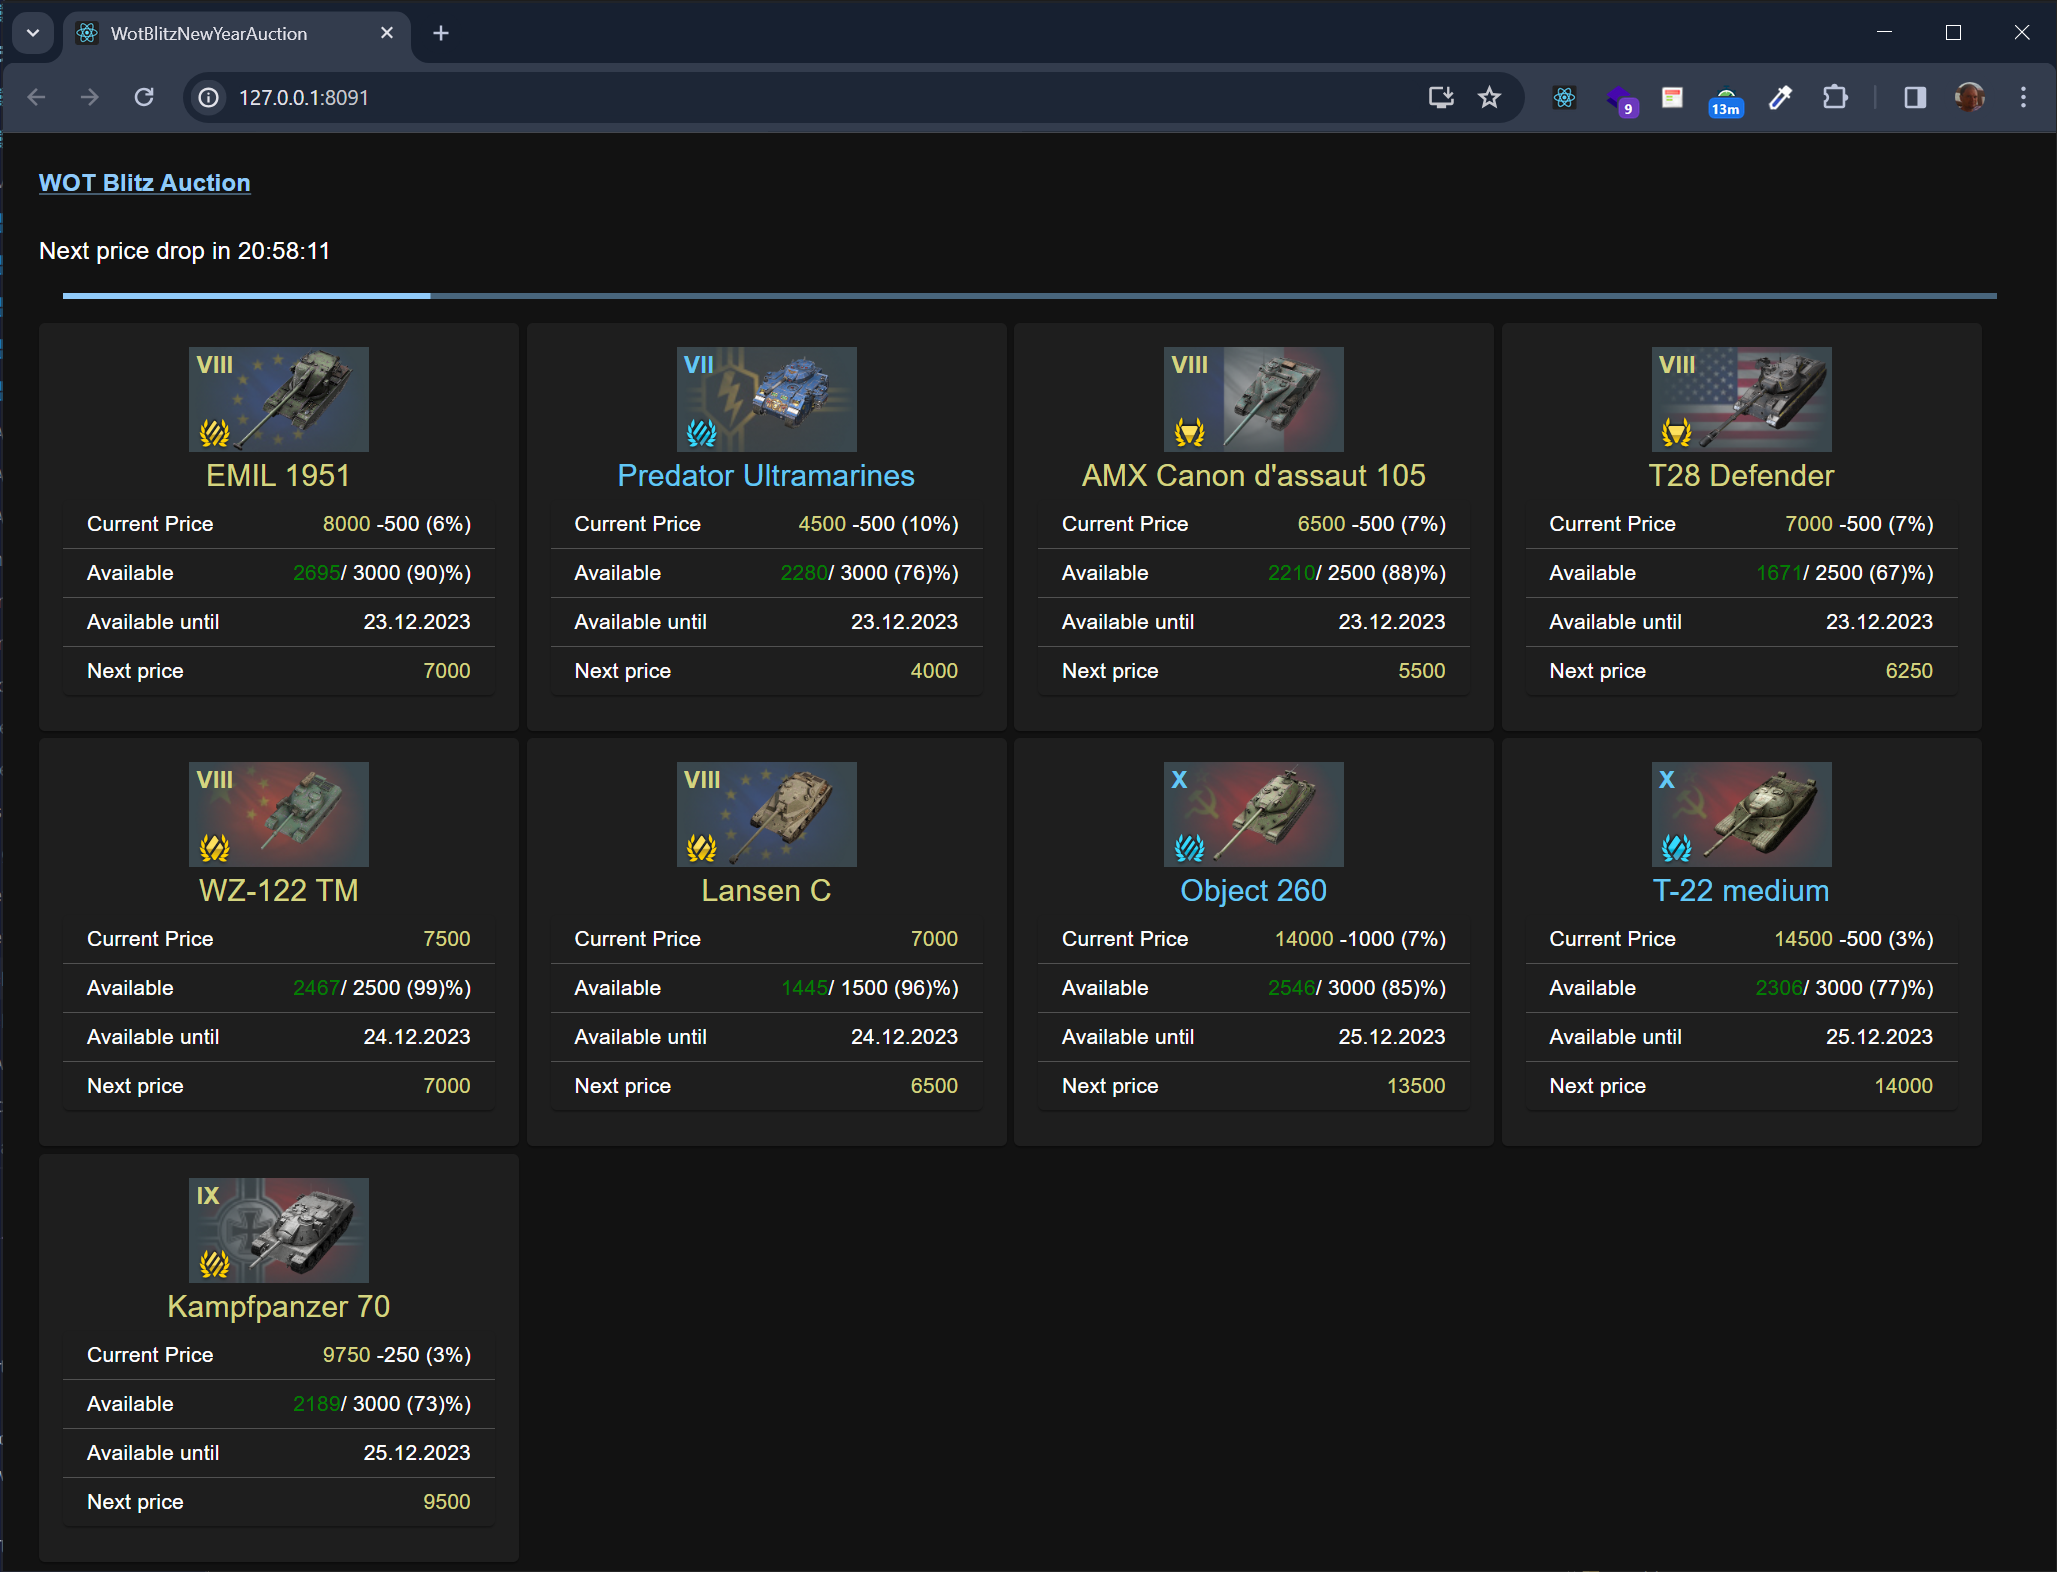 WotBlitzNewYearAuction
127.0.0.1:8091
9
13m
WOT Blitz Auction
Next price drop in 20:58:11
VIII
EMIL 1951
Current Price 8000 -500 (6%)
Available 2695/ 3000 (90)%)
Available until 23.12.2023
Next price 7000
VII
Predator Ultramarines
Current Price 4500 -500 (10%)
Available 2280/ 3000 (76)%)
Available until 23.12.2023
Next price 4000
VIII
AMX Canon d'assaut 105
Current Price 6500 -500 (7%)
Available 2210/ 2500 (88)%)
Available until 23.12.2023
Next price 5500
VIII
T28 Defender
Current Price 7000 -500 (7%)
Available 1671/ 2500 (67)%)
Available until 23.12.2023
Next price 6250
VIII
WZ-122 TM
Current Price 7500
Available 2467/ 2500 (99)%)
Available until 24.12.2023
Next price 7000
VIII
Lansen C
Current Price 7000
Available 1445/ 1500 (96)%)
Available until 24.12.2023
Next price 6500
X
Object 260
Current Price 14000 -1000 (7%)
Available 2546/ 3000 (85)%)
Available until 25.12.2023
Next price 13500
X
T-22 medium
Current Price 14500 -500 (3%)
Available 2306/ 3000 (77)%)
Available until 25.12.2023
Next price 14000
IX
Kampfpanzer 70
Current Price 9750 -250 (3%)
Available 2189/ 3000 (73)%)
Available until 25.12.2023
Next price 9500